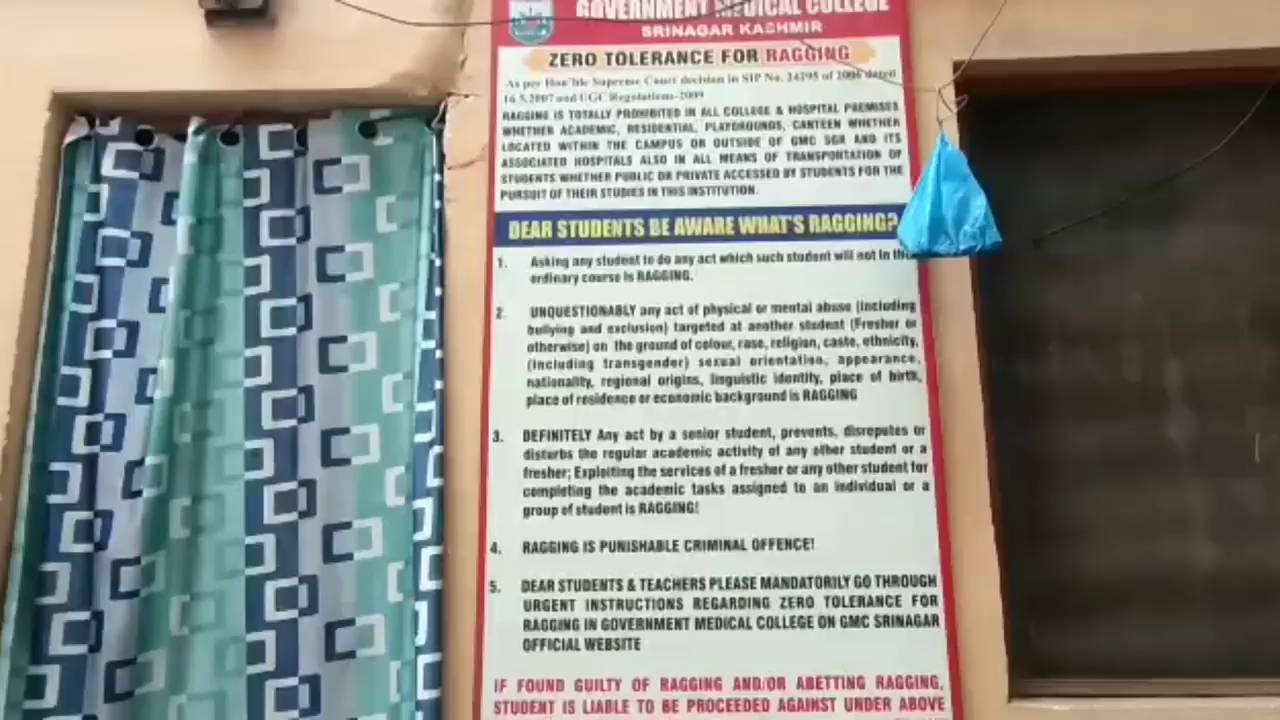 GOVERNMENT MEDICAL COLLEGE
SRINAGAR KASHMIR
ZERO TOLERANCE FOR RAGGING
As per Hon'ble Supreme Court decision in SlP No. 24295 of 2006 dated
16.5.2007 and UGC Regulations-2009
RAGGING IS TOTALLY PROHIBITED IN ALL COLLEGE & HOSPITAL PREMISES
WHETHER ACADEMIC, RESIDENTIAL, PLAYGROUNDS, CANTEEN WHETHER
LOCATED WITHIN THE CAMPUS OR OUTSIDE OF GMC SGR AND ITS
ASSOCIATED HOSPITALS ALSO IN ALL MEANS OF TRANSPORTATION OF
STUDENTS WHETHER PUBLIC OR PRIVATE ACCESSED BY STUDENTS FOR THE
PURSUIT OF THEIR STUDIES IN THIS INSTITUTION.
DEAR STUDENTS BE AWARE WHAT'S RAGGING?
1. Asking any student to do any act which such student will not in the
ordinary course is RAGGING.
2. UNQUESTIONABLY any act of physical or mental abuse (including
bullying and exclusion) targeted at another student (Fresher or
otherwise) on the ground of colour, rase, religion, caste, ethnicity,
(including transgender) sexual orientation, appearance,
nationality, regional origins, linguistic identity, place of birth,
place of residence or economic background is RAGGING
3. DEFINITELY Any act by a senior student, prevents, disreputes or
disturbs the regular academic activity of any other student or a
fresher; Exploiting the services of a fresher or any other student for
completing the academic tasks assigned to an individual or a
group of student is RAGGING!
4. RAGGING IS PUNISHABLE CRIMINAL OFFENCE!
5. DEAR STUDENTS & TEACHERS PLEASE MANDATORILY GO THROUGH
URGENT INSTRUCTIONS REGARDING ZERO TOLERANCE FOR
RAGGING IN GOVERNMENT MEDICAL COLLEGE ON GMC SRINAGAR
OFFICIAL WEBSITE
IF FOUND GUILTY OF RAGGING AND/OR ABETTING RAGGING,
STUDENT IS LIABLE TO BE PROCEEDED AGAINST UNDER ABOVE